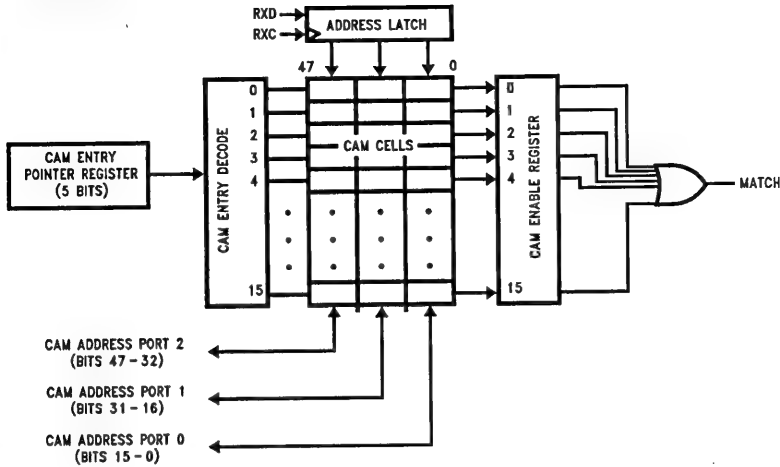 RXD
RXC
ADDRESS LATCH
47
0
CAM ENTRY
POINTER REGISTER
(5 BITS)
CAM ENTRY DECODE
0
1
2
3
4
15
CAM CELLS
0
1
2
3
4
15
CAM ENABLE REGISTER
MATCH
CAM ADDRESS PORT 2
(BITS 47-32)
CAM ADDRESS PORT 1
(BITS 31-16)
CAM ADDRESS PORT 0
(BITS 15-0)